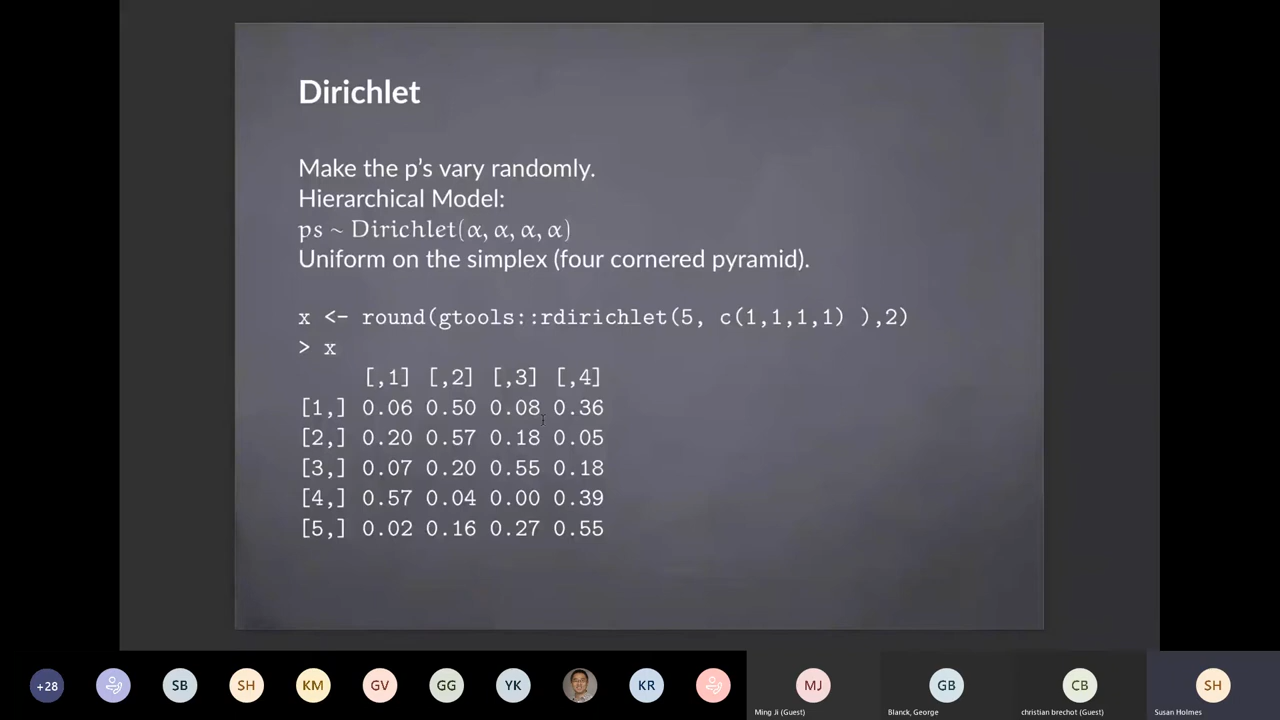 Dirichlet
Make the p's vary randomly.
Hierarchical Model:
ps ~ Dirichlet(α, α, α, α)
Uniform on the simplex (four cornered pyramid).
x <- round(gtools::rdirichlet(5, c(1,1,1,1) ),2)
> x
[,1] [,2] [,3] [,4]
[1,] 0.06 0.50 0.08 0.36
[2,] 0.20 0.57 0.18 0.05
[3,] 0.07 0.20 0.55 0.18
[4,] 0.57 0.04 0.00 0.39
[5,] 0.02 0.16 0.27 0.55
+28 SB SH KM GV GG YK KR MJ GB CB SH
Ming Ji (Guest) Blanck, George christian brechot (Guest) Susan Holmes